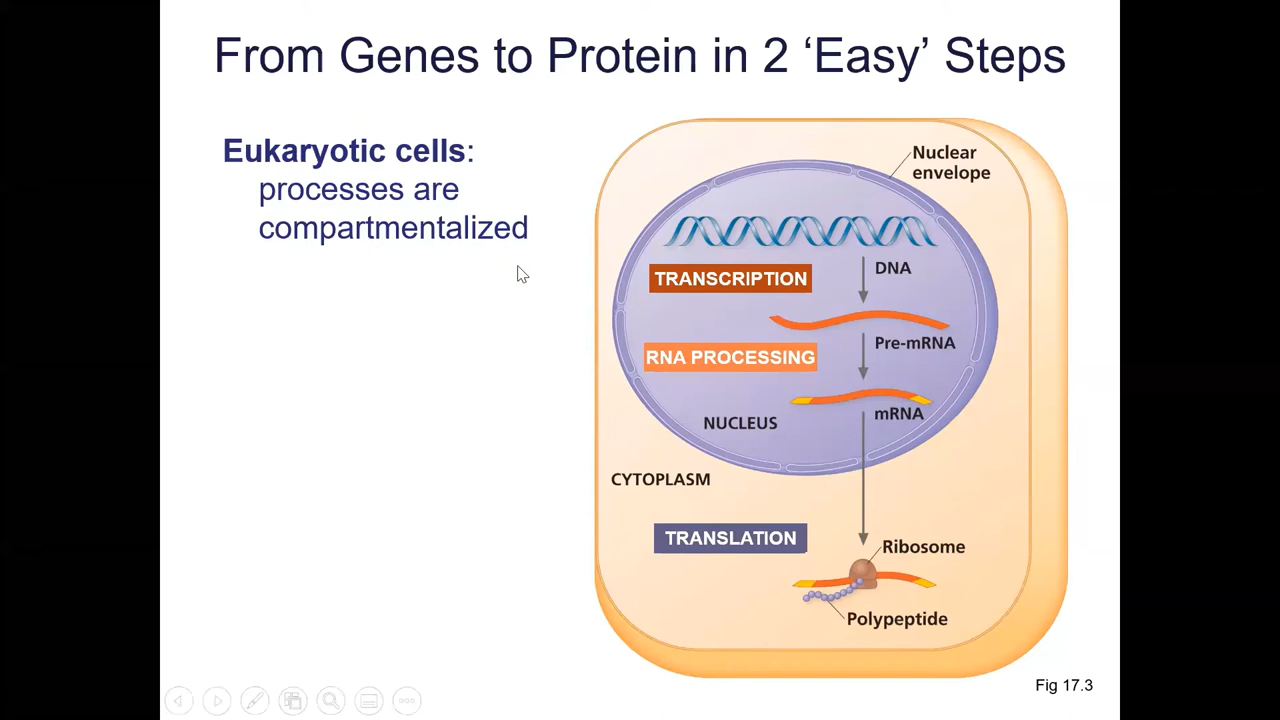 From Genes to Protein in 2 ‘Easy’ Steps
Eukaryotic cells:
processes are
compartmentalized
Nuclear
envelope
DNA
TRANSCRIPTION
Pre-mRNA
RNA PROCESSING
mRNA
NUCLEUS
CYTOPLASM
TRANSLATION
Ribosome
Polypeptide
Fig 17.3